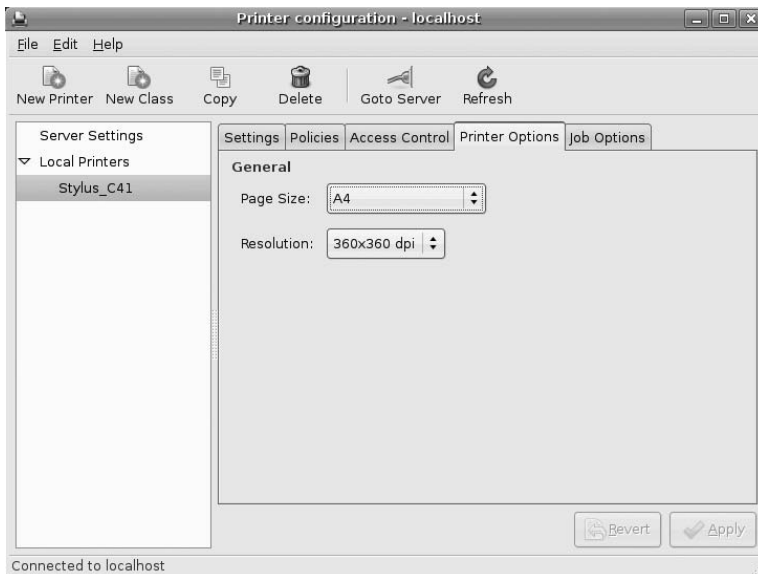 Printer configuration - localhost
File Edit Help
New Printer New Class Copy Delete Goto Server Refresh
Server Settings
Local Printers
Stylus_C41
Settings Policies Access Control Printer Options Job Options
General
Page Size: A4
Resolution: 360x360 dpi
Revert Apply
Connected to localhost